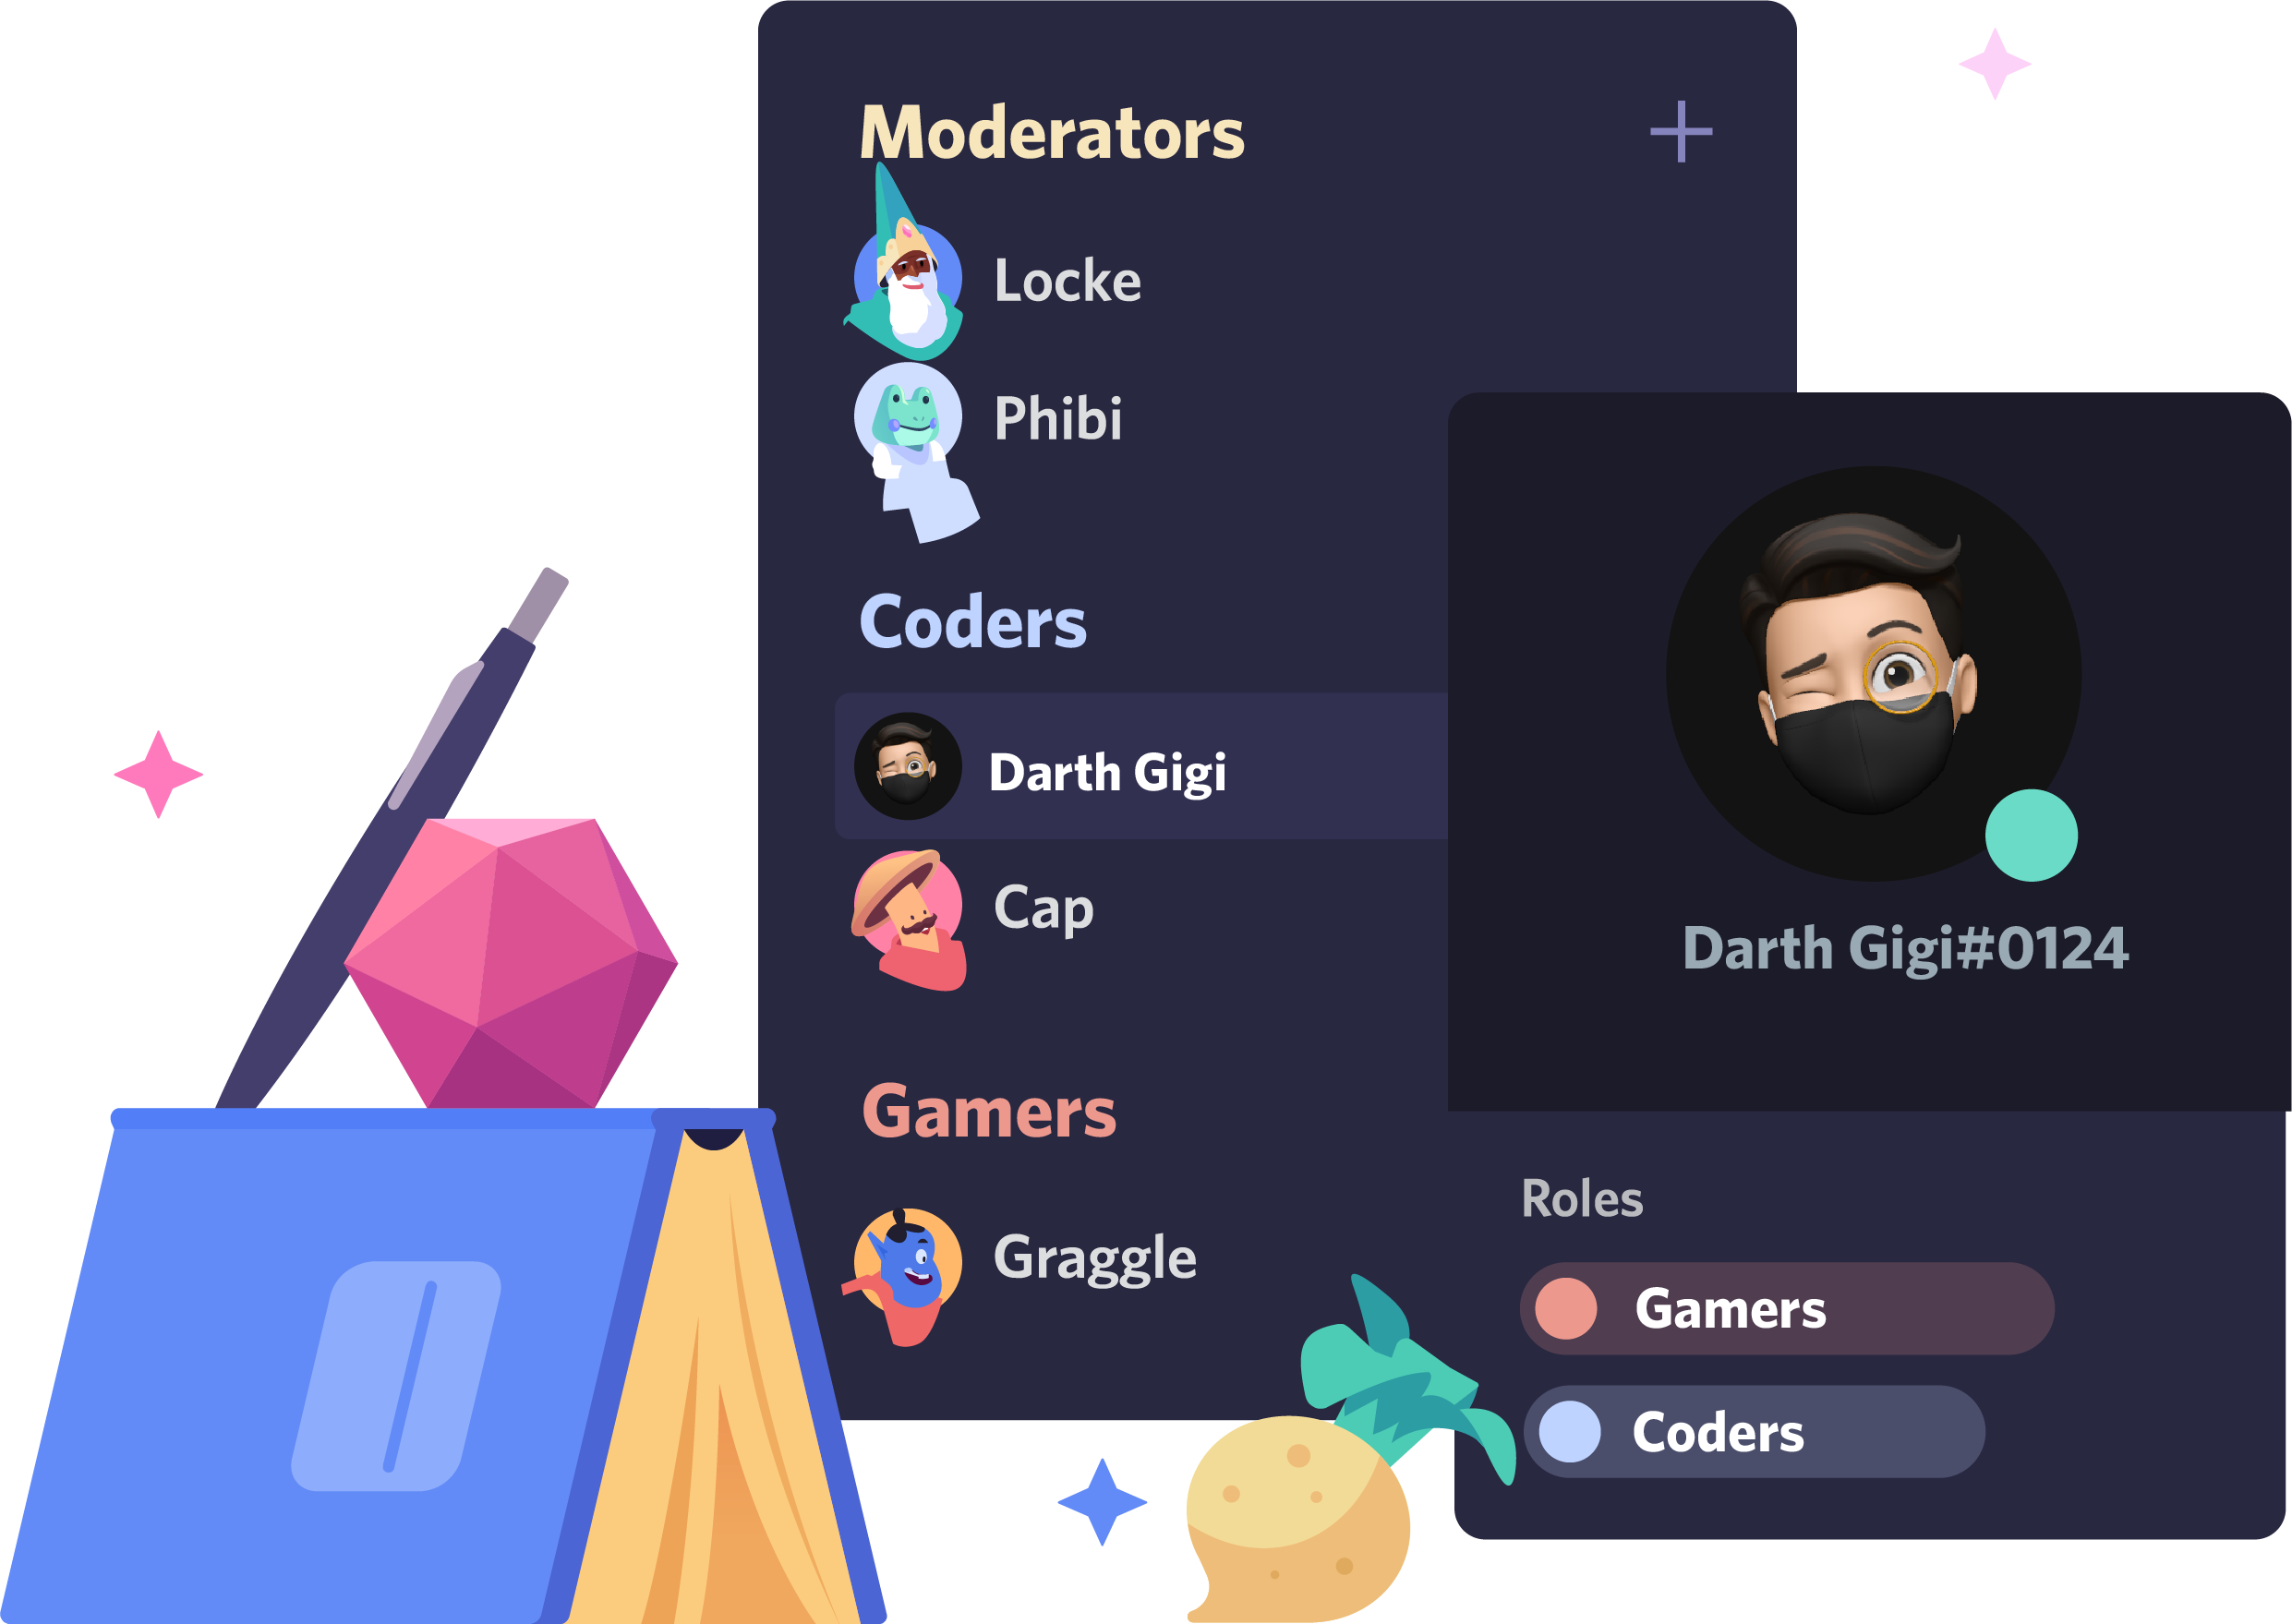 Moderators
Locke
Phibi
Coders
Darth Gigi
Cap
Gamers
Graggle
Darth Gigi#0124
Roles
Gamers
Coders